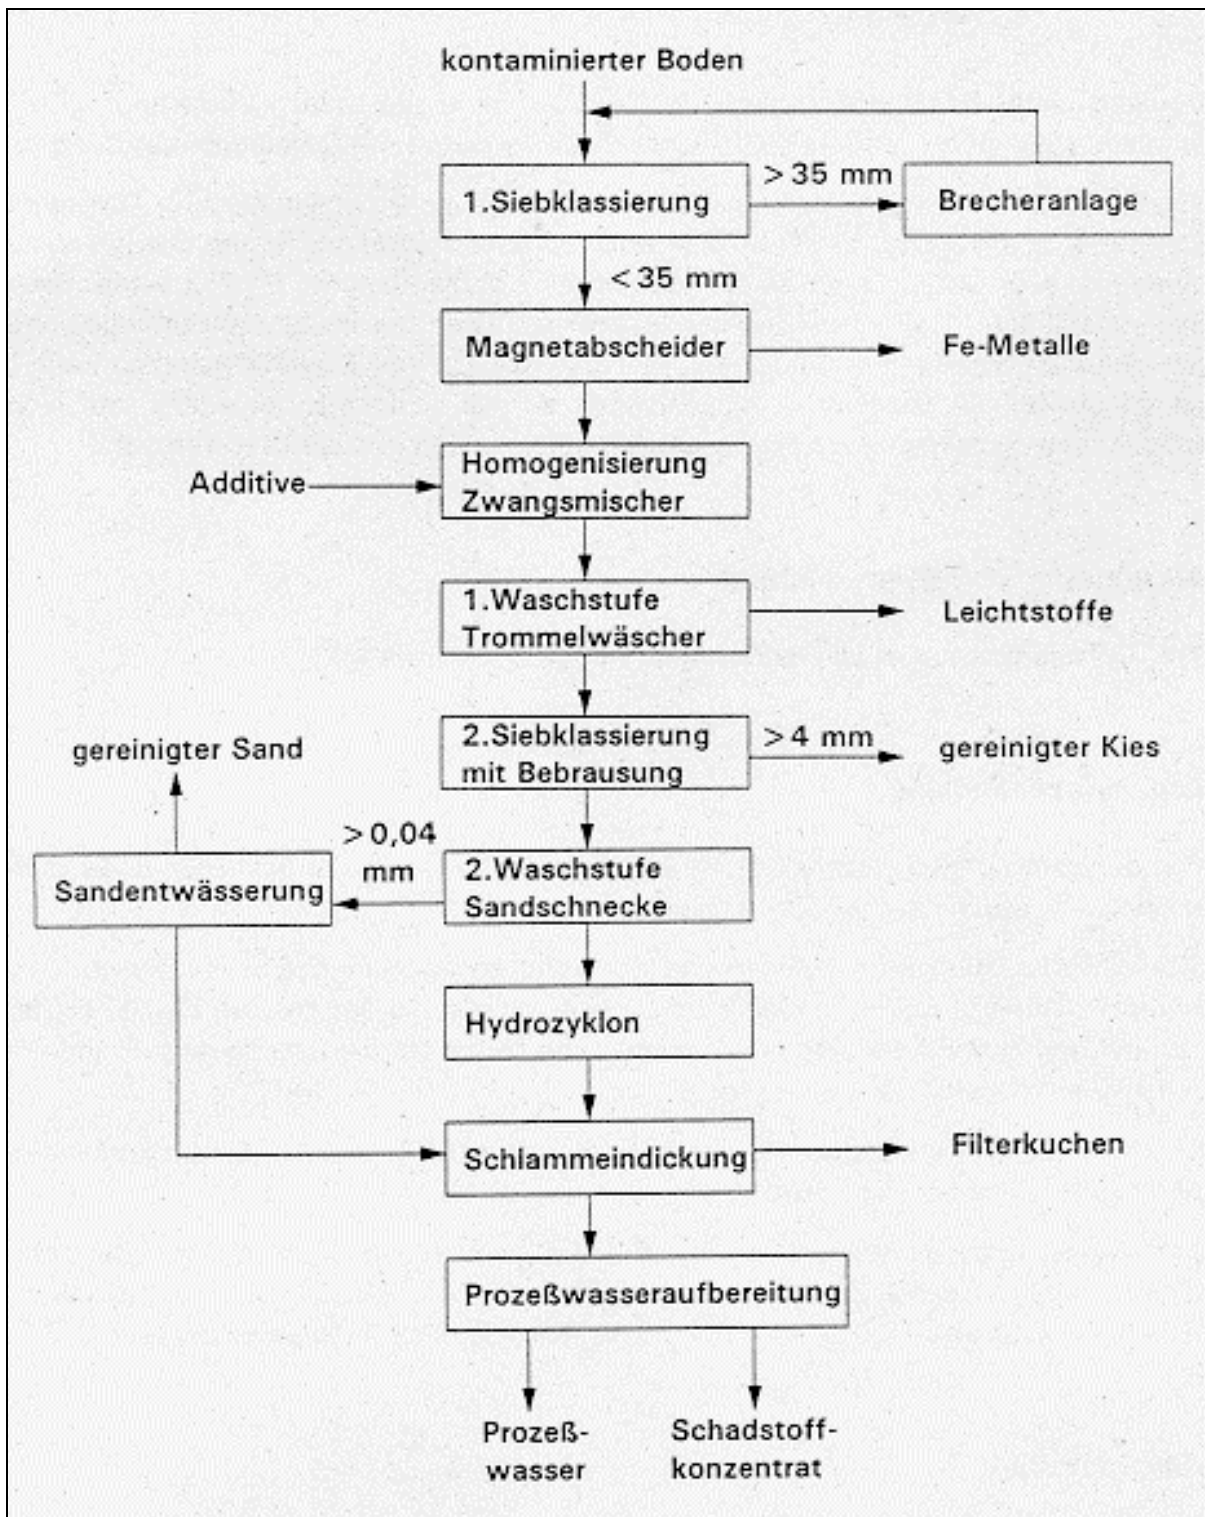 kontaminierter Boden
1.Siebklassierung
> 35 mm
Brecheranlage
< 35 mm
Magnetabscheider
Fe-Metalle
Additive
Homogenisierung
Zwangsmischer
1.Waschstufe
Trommelwäscher
Leichtstoffe
2.Siebklassierung
mit Bebrausung
> 4 mm
gereinigter Kies
gereinigter Sand
> 0,04
mm
Sandentwässerung
2.Waschstufe
Sandschnecke
Hydrozyklon
Schlammeindickung
Filterkuchen
Prozeßwasseraufbereitung
Prozeß-
wasser
Schadstoff-
konzentrat